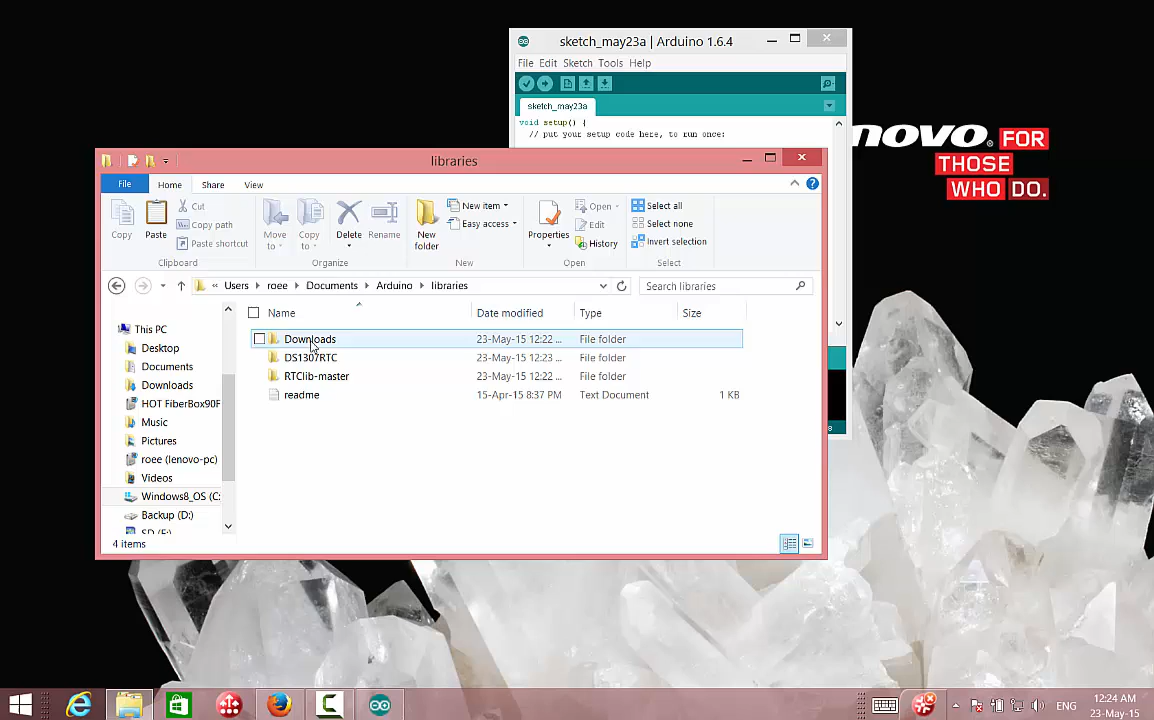 sketch_may23a | Arduino 1.6.4
File Edit Sketch Tools Help
sketch_may23a
void setup() {
// put your setup code here, to run once:
novo. FOR
THOSE
WHO DO.
libraries
File Home Share View
Copy
Paste
Cut
Copy path
Paste shortcut
Clipboard
Move to
Copy to
Delete
Rename
Organize
New folder
New item
Easy access
New
Properties
Open
Edit
History
Open
Select all
Select none
Invert selection
Select
« Users Documents Arduino libraries
roee
Search libraries
Name Date modified Type Size
Downloads 23-May-15 12:22 ... File folder
DS1307RTC 23-May-15 12:23 ... File folder
RTClib-master 23-May-15 12:22 ... File folder
readme 15-Apr-15 8:37 PM Text Document 1 KB
This PC
Desktop
Documents
Downloads
HOT FiberBox90F
Music
Pictures
roee (lenovo-pc)
Videos
Windows8_OS (C:
Backup (D:)
4 items
ENG
12:24 AM
23-May-15